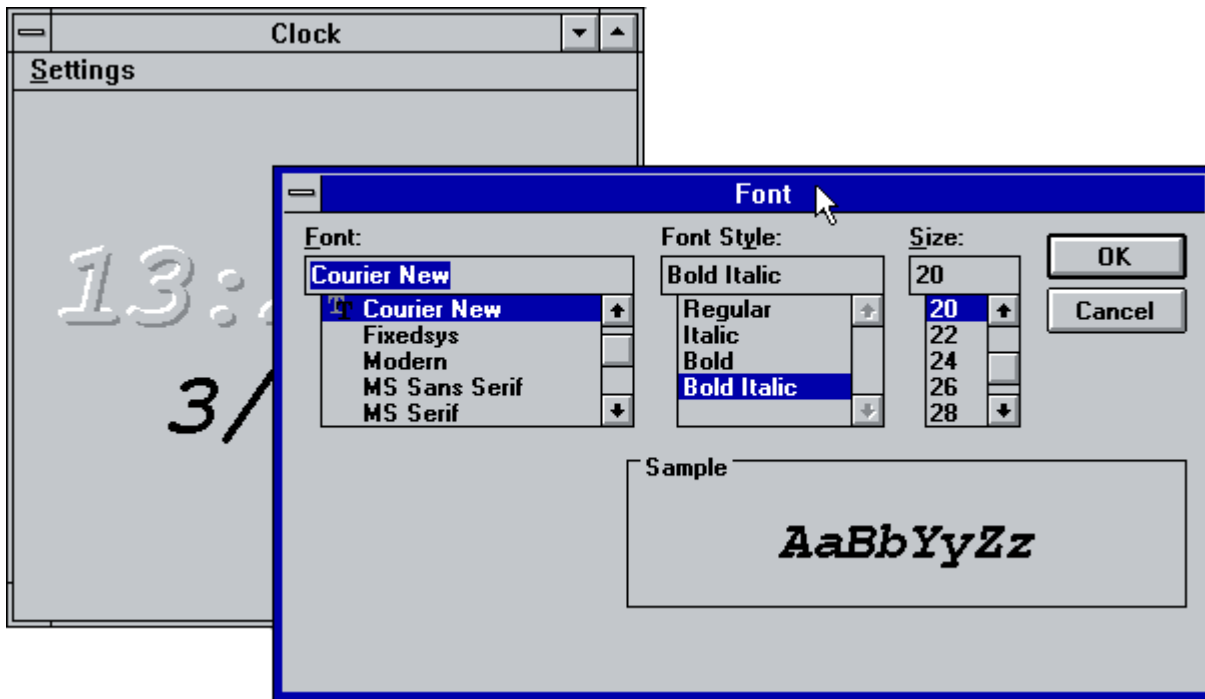 Clock
Settings
13:
3/
Font
Font:
Courier New
Courier New
Fixedsys
Modern
MS Sans Serif
MS Serif
Font Style:
Bold Italic
Regular
Italic
Bold
Bold Italic
Size:
20
20
22
24
26
28
OK
Cancel
Sample
AaBbYyZz